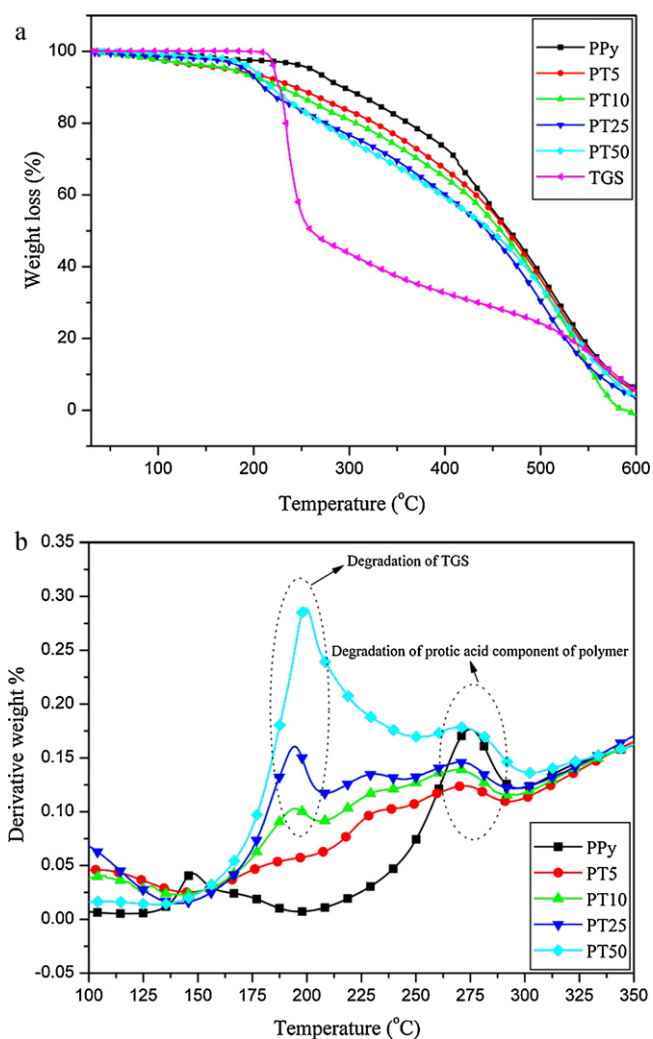 a
PPy
PT5
PT10
PT25
PT50
TGS
Weight loss (%)
100
80
60
40
20
0
100 200 300 400 500 600
Temperature (°C)
b
Degradation of TGS
Degradation of protic acid component of polymer
Derivative weight %
0.35
0.30
0.25
0.20
0.15
0.10
0.05
0.00
-0.05
PPy
PT5
PT10
PT25
PT50
100 125 150 175 200 225 250 275 300 325 350
Temperature (°C)